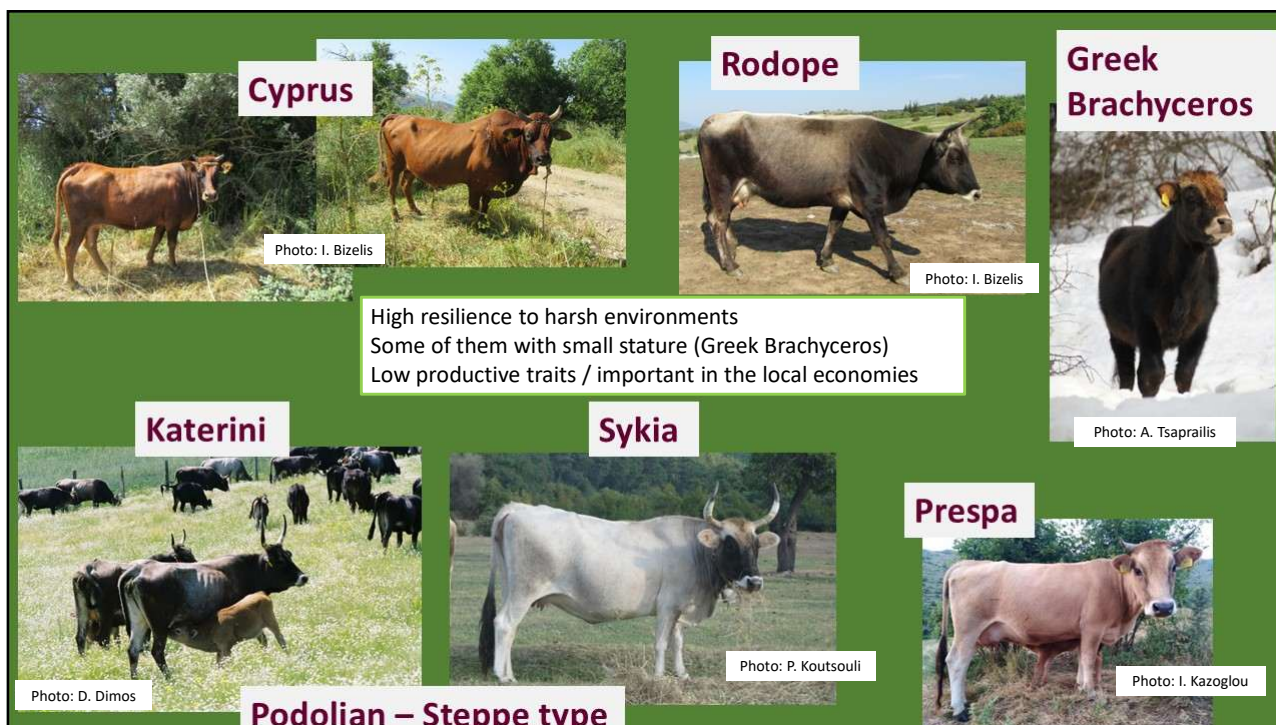 Cyprus
Rodope
Greek
Brachyceros
Photo: I. Bizelis
Photo: I. Bizelis
High resilience to harsh environments
Some of them with small stature (Greek Brachyceros)
Low productive traits / important in the local economies
Photo: A. Tsaprailis
Katerini
Sykia
Prespa
Photo: D. Dimos
Photo: P. Koutsouli
Photo: I. Kazoglou
Podolian – Steppe type